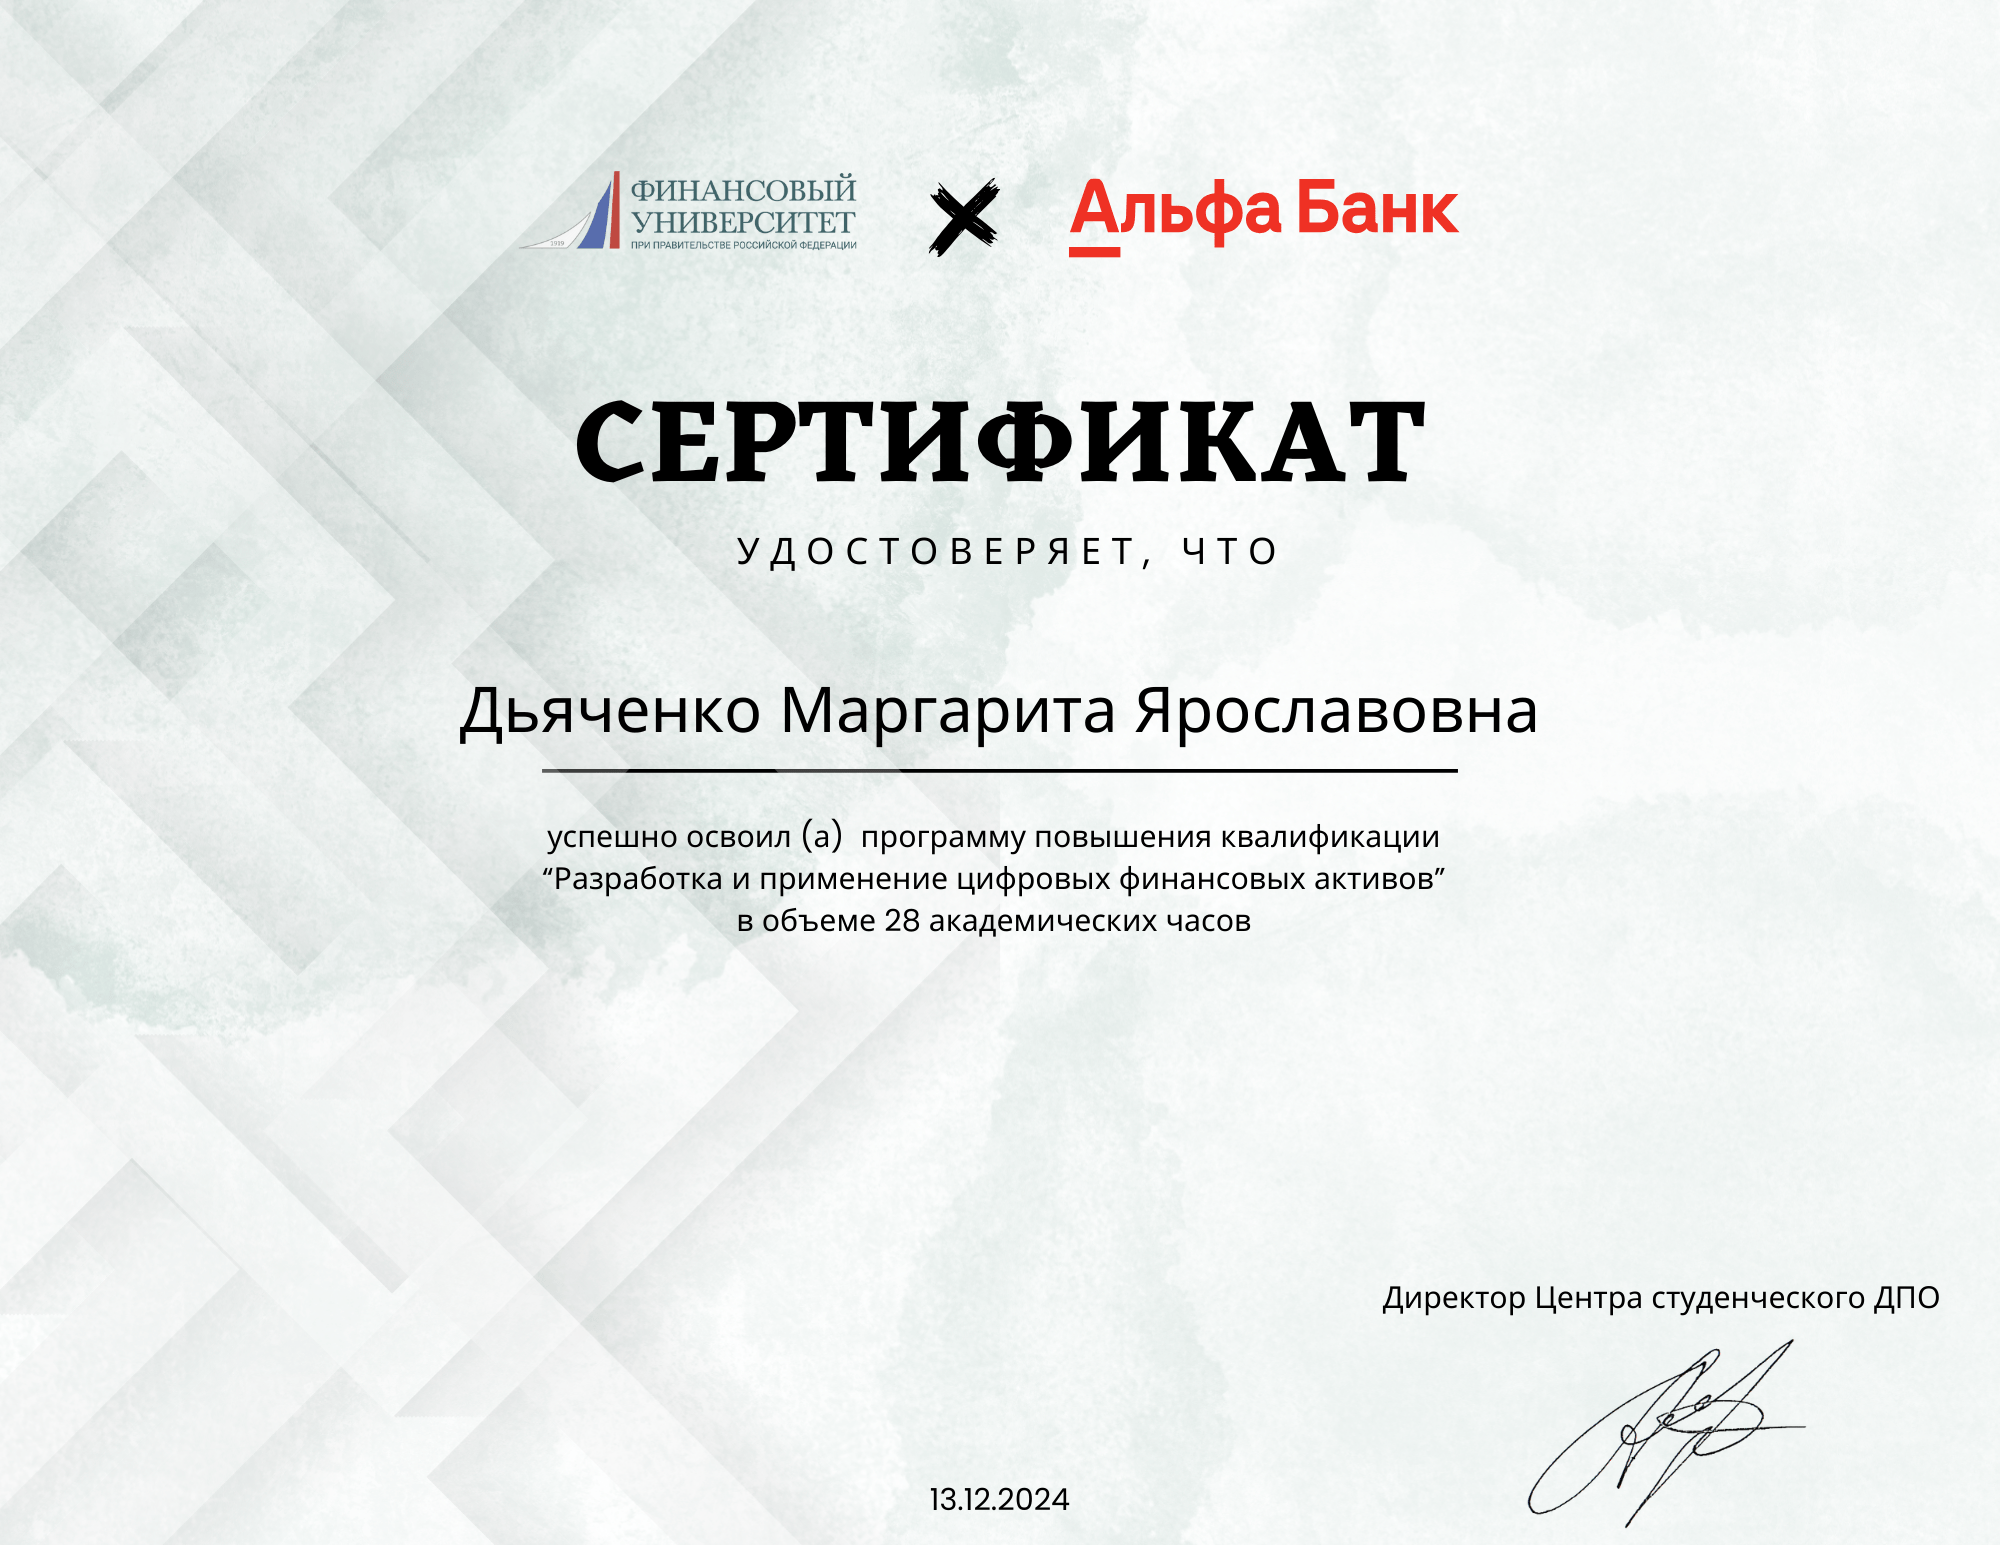 ФИНАНСОВЫЙ
УНИВЕРСИТЕТ
ПРИ ПРАВИТЕЛЬСТВЕ РОССИЙСКОЙ ФЕДЕРАЦИИ
1919
Альфа Банк
СЕРТИФИКАТ
УДОСТОВЕРЯЕТ, ЧТО
Дьяченко Маргарита Ярославовна
успешно освоил (а)  программу повышения квалификации
“Разработка и применение цифровых финансовых активов”
в объеме 28 академических часов
Директор Центра студенческого ДПО
13.12.2024